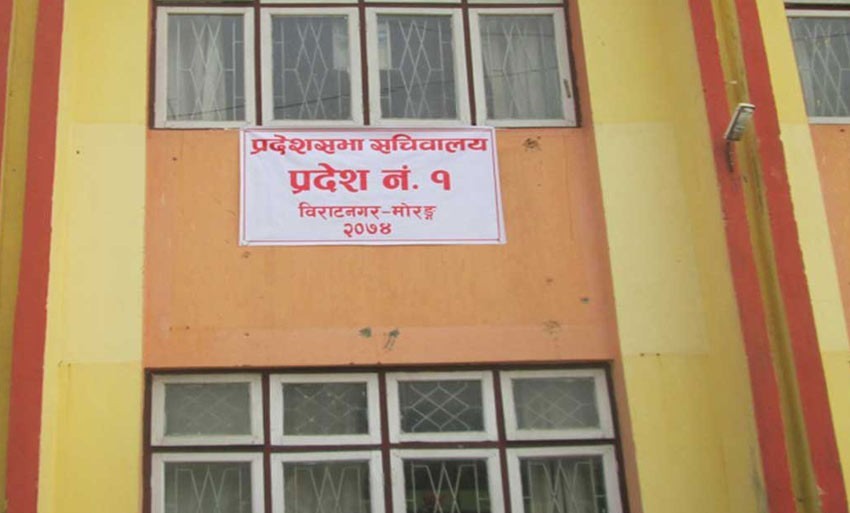 प्रदेशसभा सचिवालय
प्रदेश नं. १
विराटनगर-मोरङ्ग
२०७४